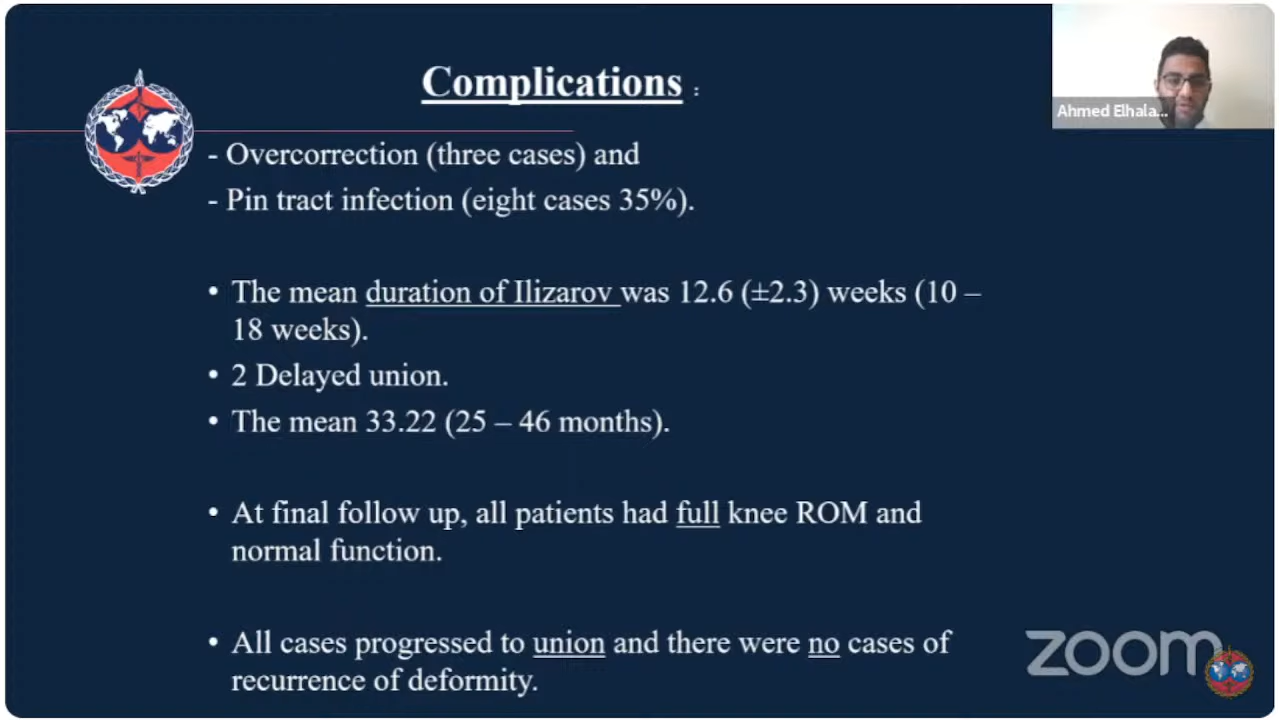 Complications :
Ahmed Elhala...
- Overcorrection (three cases) and
- Pin tract infection (eight cases 35%).
• The mean duration of Ilizarov was 12.6 (±2.3) weeks (10 –
18 weeks).
• 2 Delayed union.
• The mean 33.22 (25 – 46 months).
• At final follow up, all patients had full knee ROM and
normal function.
• All cases progressed to union and there were no cases of
recurrence of deformity.
zoom